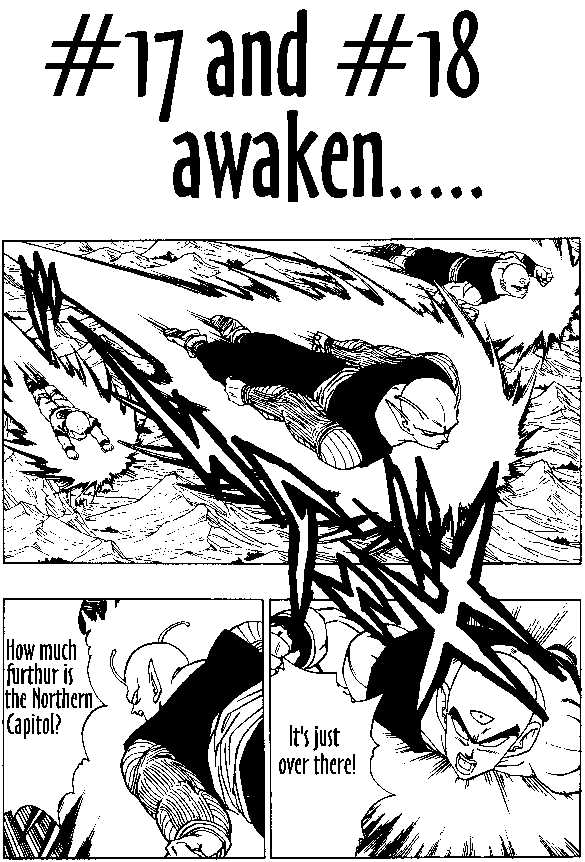 #17 and #18
awaken.....
How much
furthur is
the Northern
Capitol?
It's just
over there!